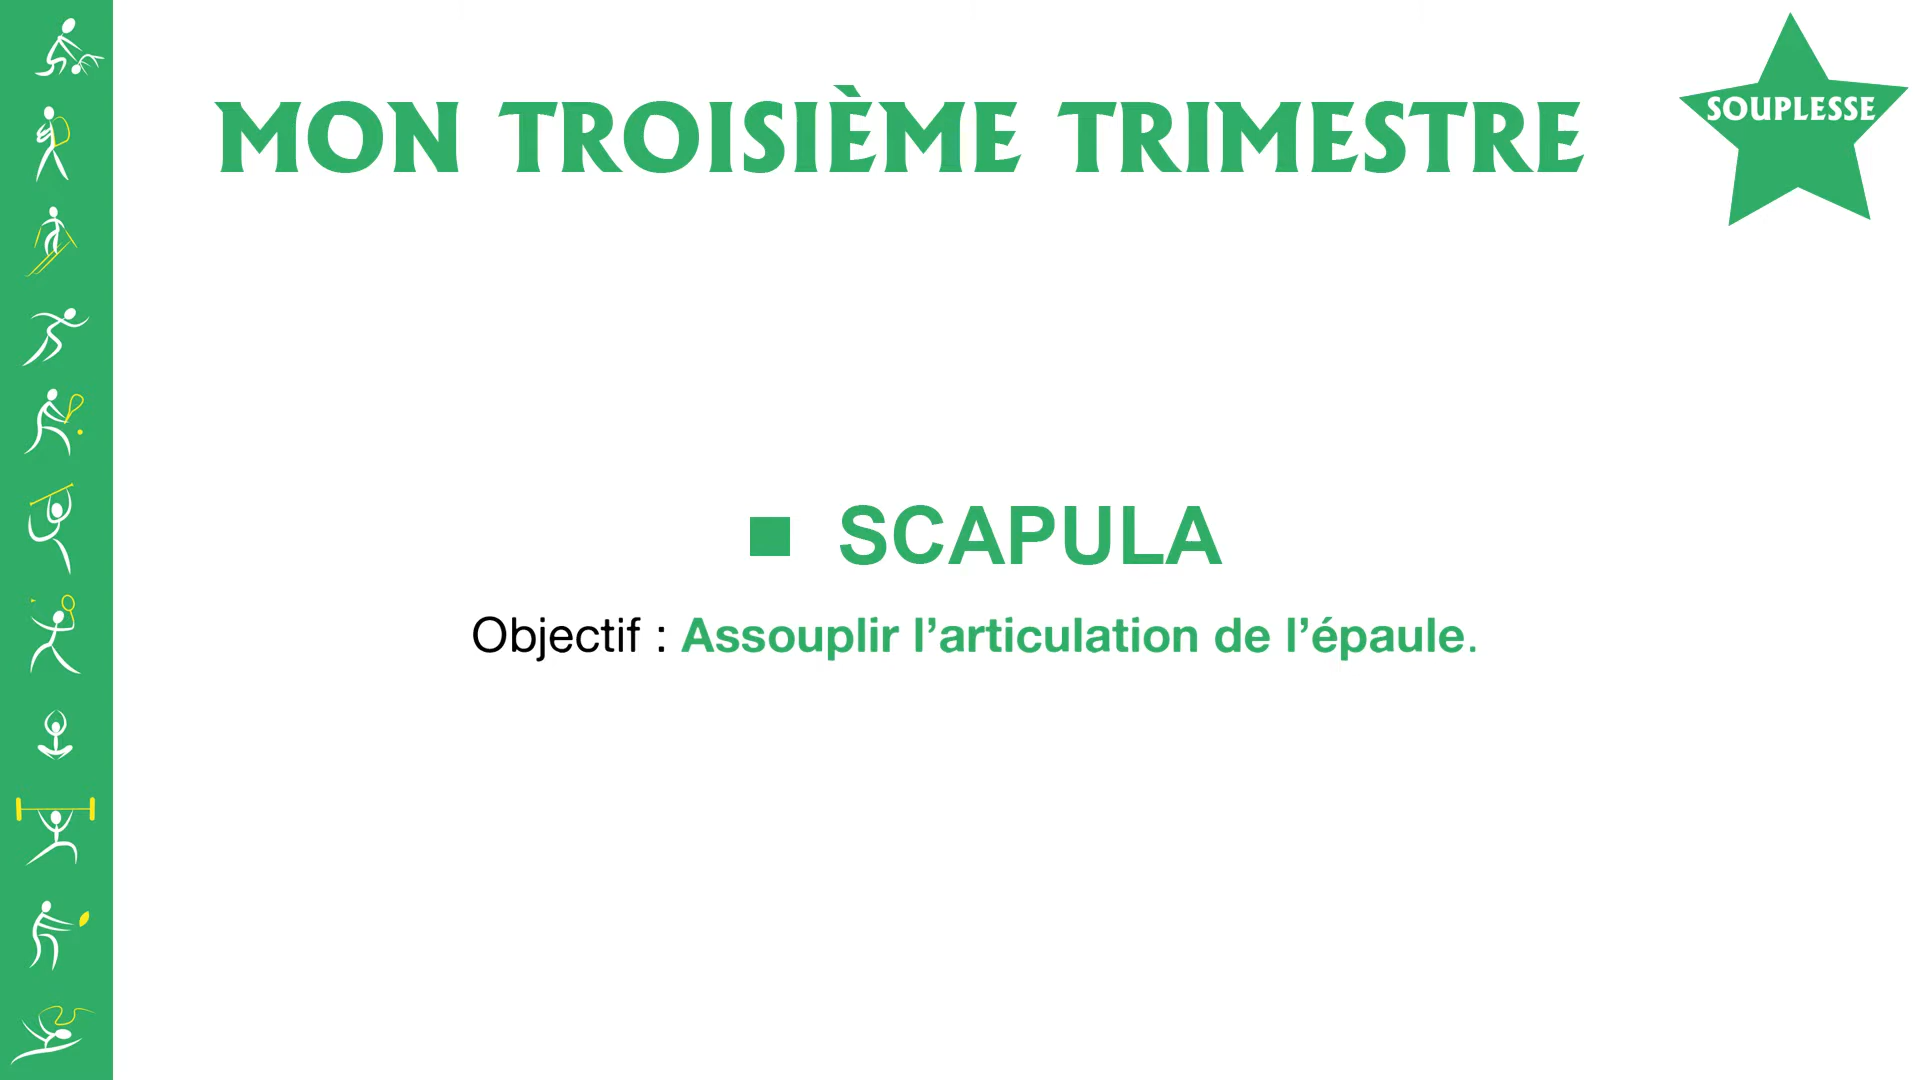 MON TROISIÈME TRIMESTRE
SOUPLESSE
SCAPULA
Objectif : Assouplir l’articulation de l’épaule.